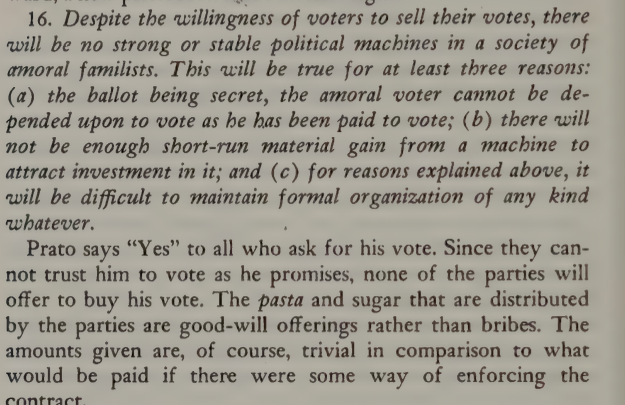 16. Despite the willingness of voters to sell their votes, there
will be no strong or stable political machines in a society of
amoral familists. This will be true for at least three reasons:
(a) the ballot being secret, the amoral voter cannot be de-
pended upon to vote as he has been paid to vote; (b) there will
not be enough short-run material gain from a machine to
attract investment in it; and (c) for reasons explained above, it
will be difficult to maintain formal organization of any kind
whatever.
Prato says “Yes” to all who ask for his vote. Since they can-
not trust him to vote as he promises, none of the parties will
offer to buy his vote. The pasta and sugar that are distributed
by the parties are good-will offerings rather than bribes. The
amounts given are, of course, trivial in comparison to what
would be paid if there were some way of enforcing the
contract.